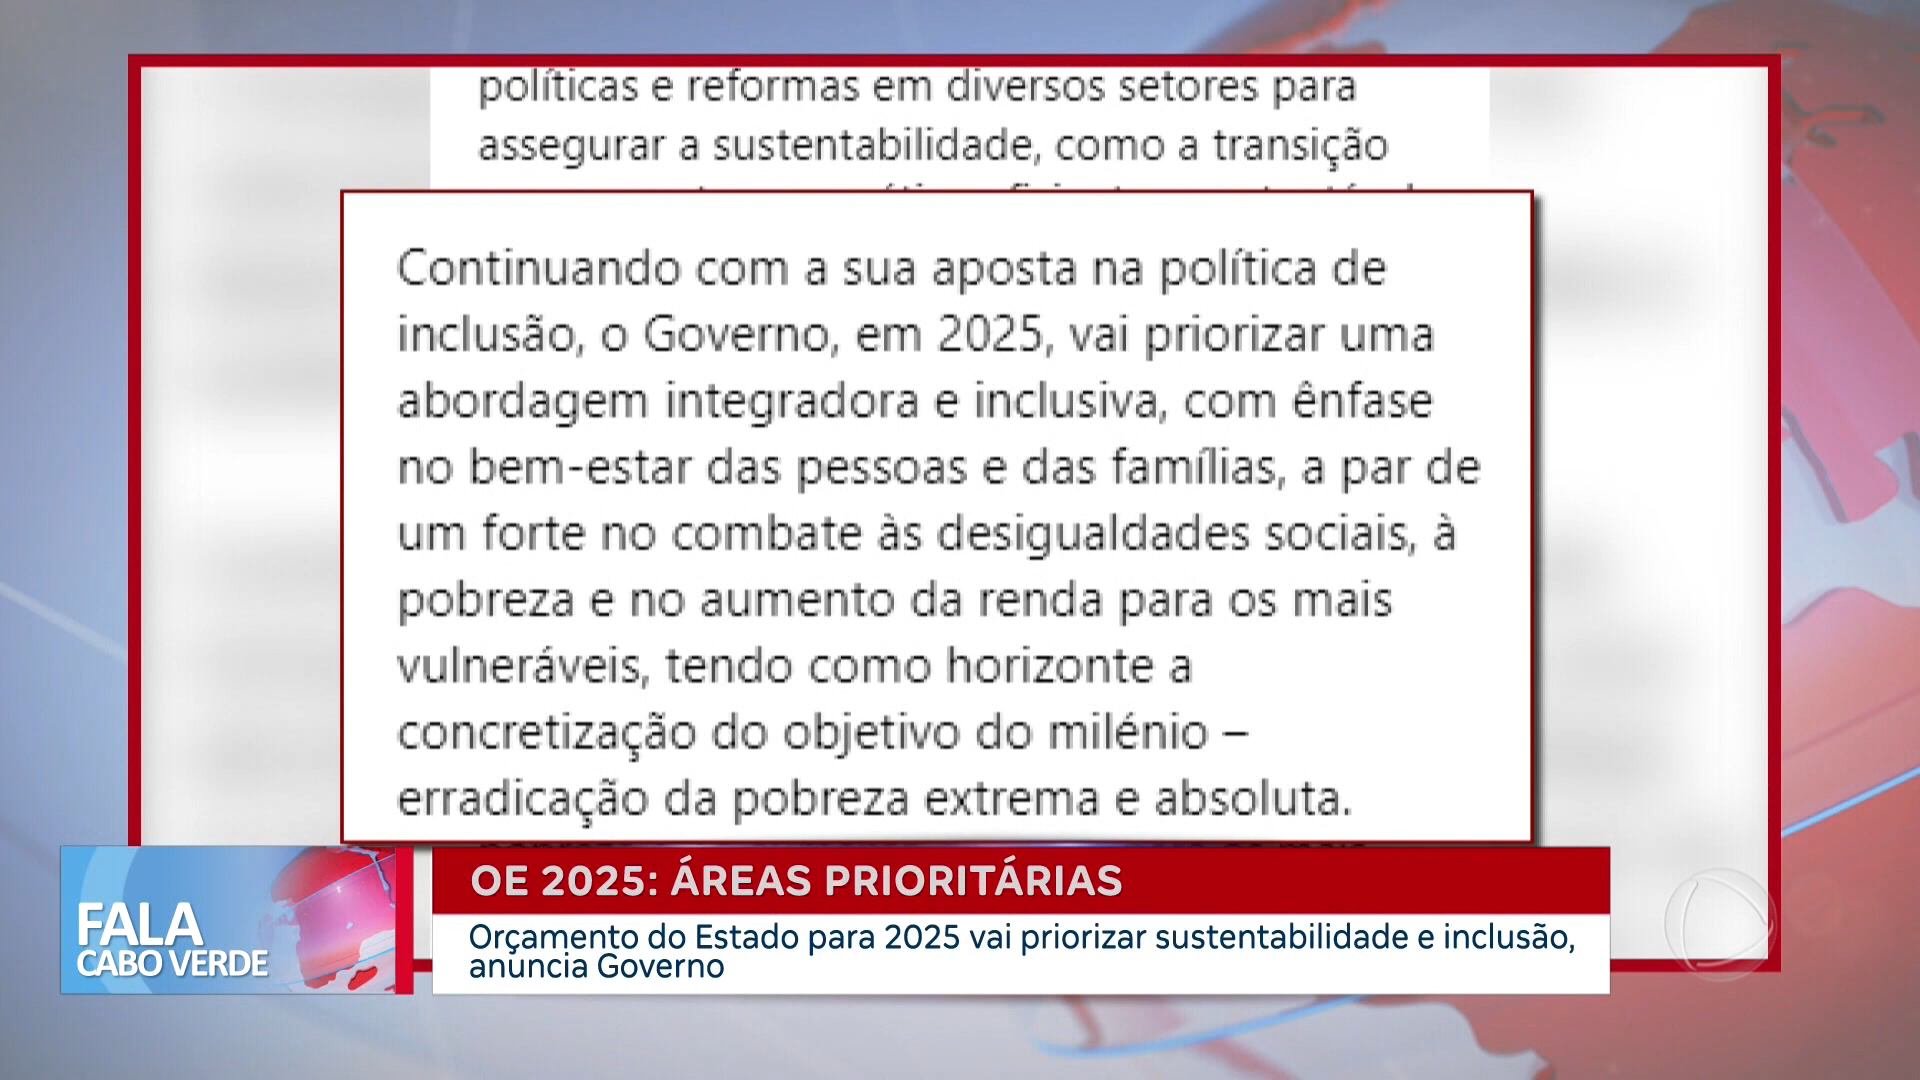 políticas e reformas em diversos setores para
assegurar a sustentabilidade, como a transição
Continuando com a sua aposta na política de
inclusão, o Governo, em 2025, vai priorizar uma
abordagem integradora e inclusiva, com ênfase
no bem-estar das pessoas e das famílias, a par de
um forte no combate às desigualdades sociais, à
pobreza e no aumento da renda para os mais
vulneráveis, tendo como horizonte a
concretização do objetivo do milénio –
erradicação da pobreza extrema e absoluta.
OE 2025: ÁREAS PRIORITÁRIAS
Orçamento do Estado para 2025 vai priorizar sustentabilidade e inclusão,
anuncia Governo
FALA
CABO VERDE